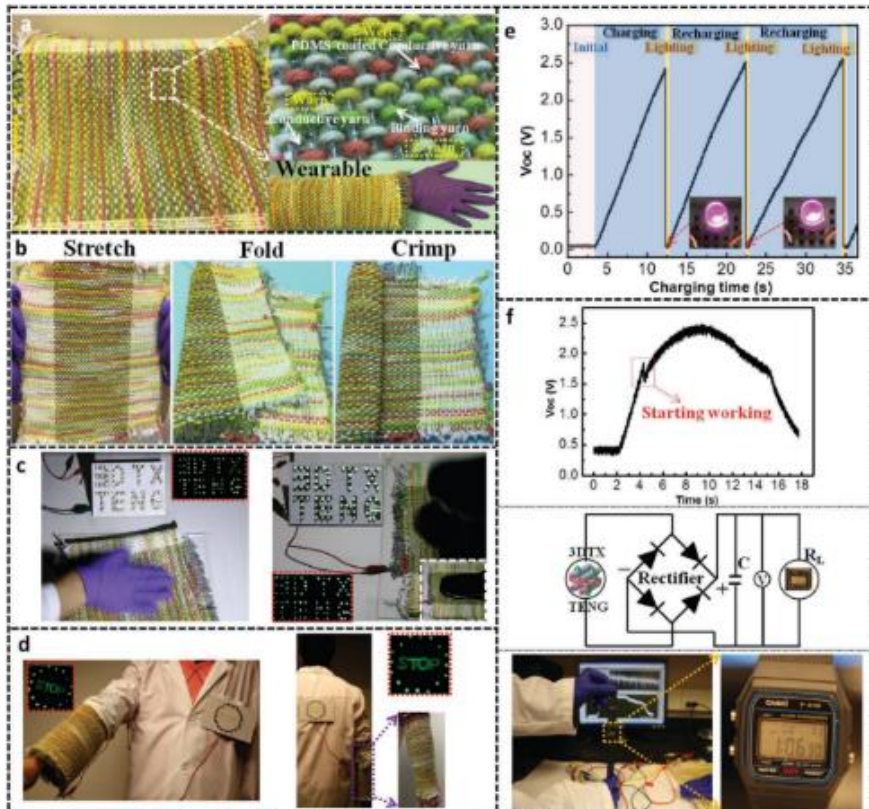 a
Warp
PDMS-coated Conductive yarn
Warp
Conductive yarn
Binding yarn
Wearable
b
Stretch
Fold
Crimp
c
3DTX
TENG
3DTX
TENG
d
STOP
STOP
e
Voc (V)
3.0
2.5
2.0
1.5
1.0
0.5
0.0
Charging
Recharging
Recharging
Initial
Lighting
Lighting
Lighting
0 5 10 15 20 25 30 35
Charging time (s)
f
Voc (V)
2.5
2.0
1.5
1.0
0.5
0.0
Starting working
0 2 4 6 8 10 12 14 16 18
Time (s)
3DTX
TENG
Rectifier
−
+
C
V
RL
CASIO